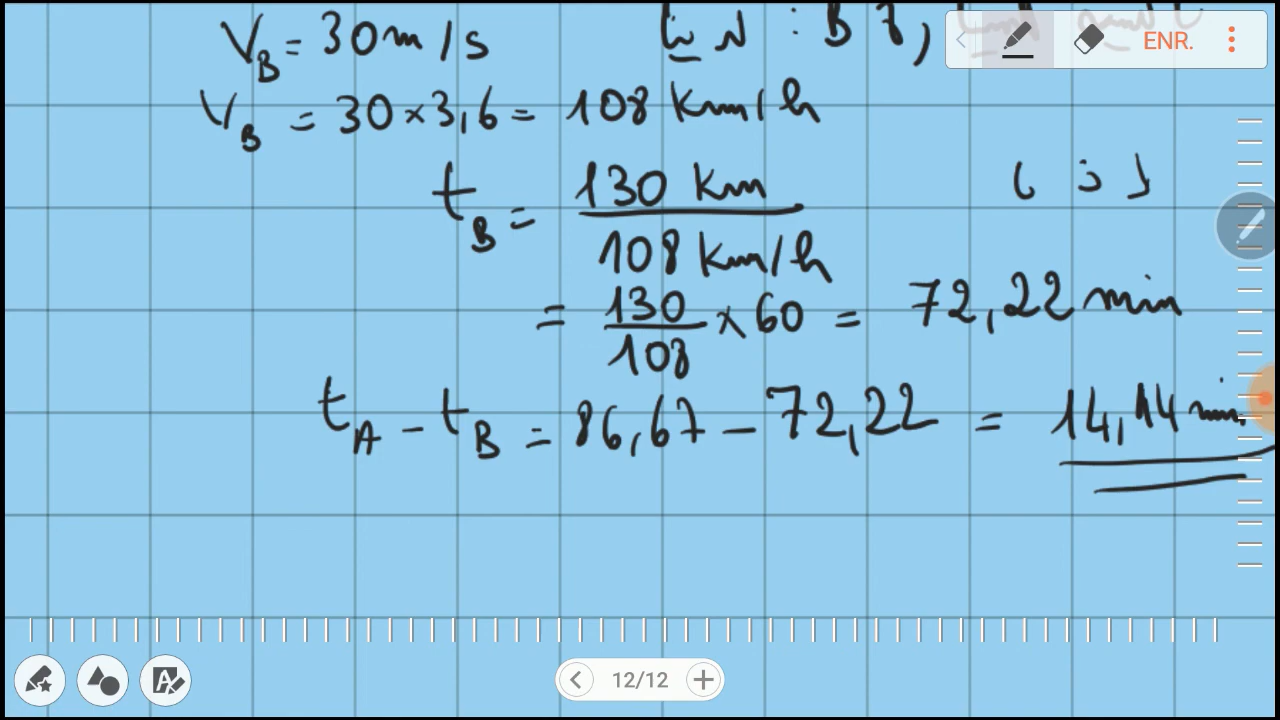 V_B = 30 m/s
ENR.
V_B = 30 × 3,6 = 108 Km/h
t_B = 130 Km / 108 Km/h
= 130/108 × 60 = 72,22 min
t_A - t_B = 86,67 - 72,22 = 14,14 min
12/12